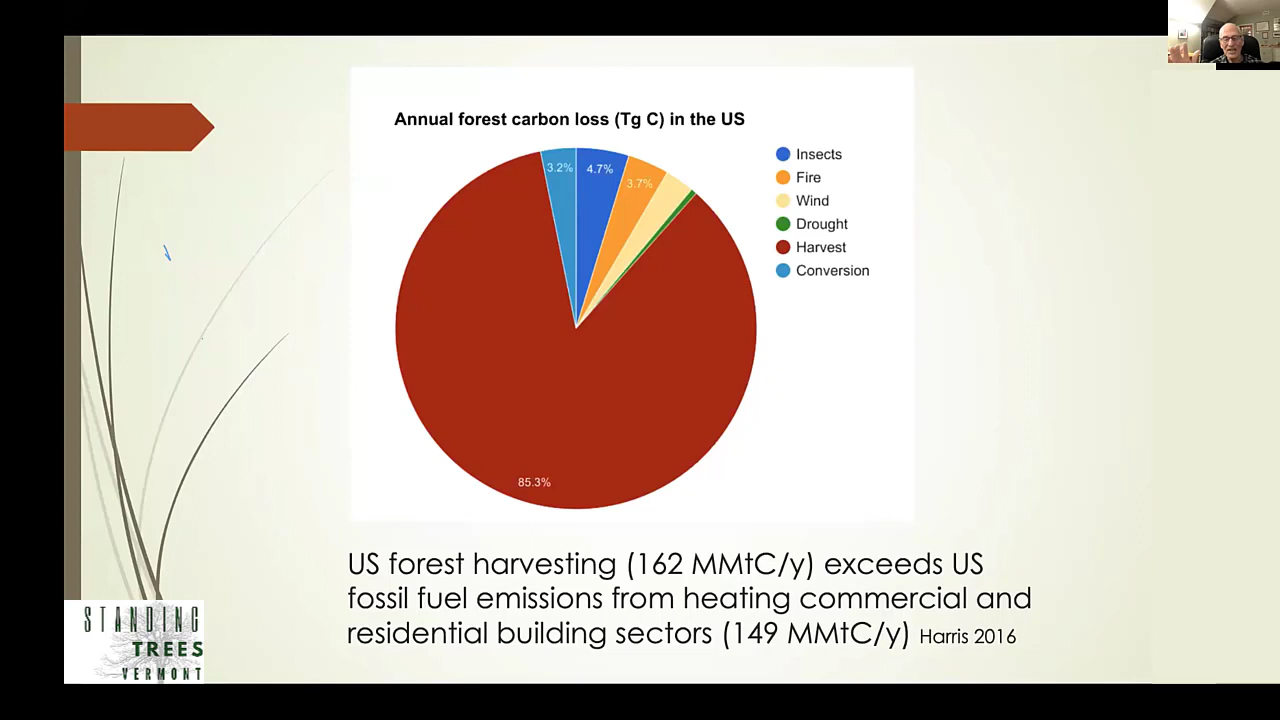 Annual forest carbon loss (Tg C) in the US
3.2%
4.7%
3.7%
85.3%
Insects
Fire
Wind
Drought
Harvest
Conversion
US forest harvesting (162 MMtC/y) exceeds US
fossil fuel emissions from heating commercial and
residential building sectors (149 MMtC/y) Harris 2016
STANDING
TREES
VERMONT